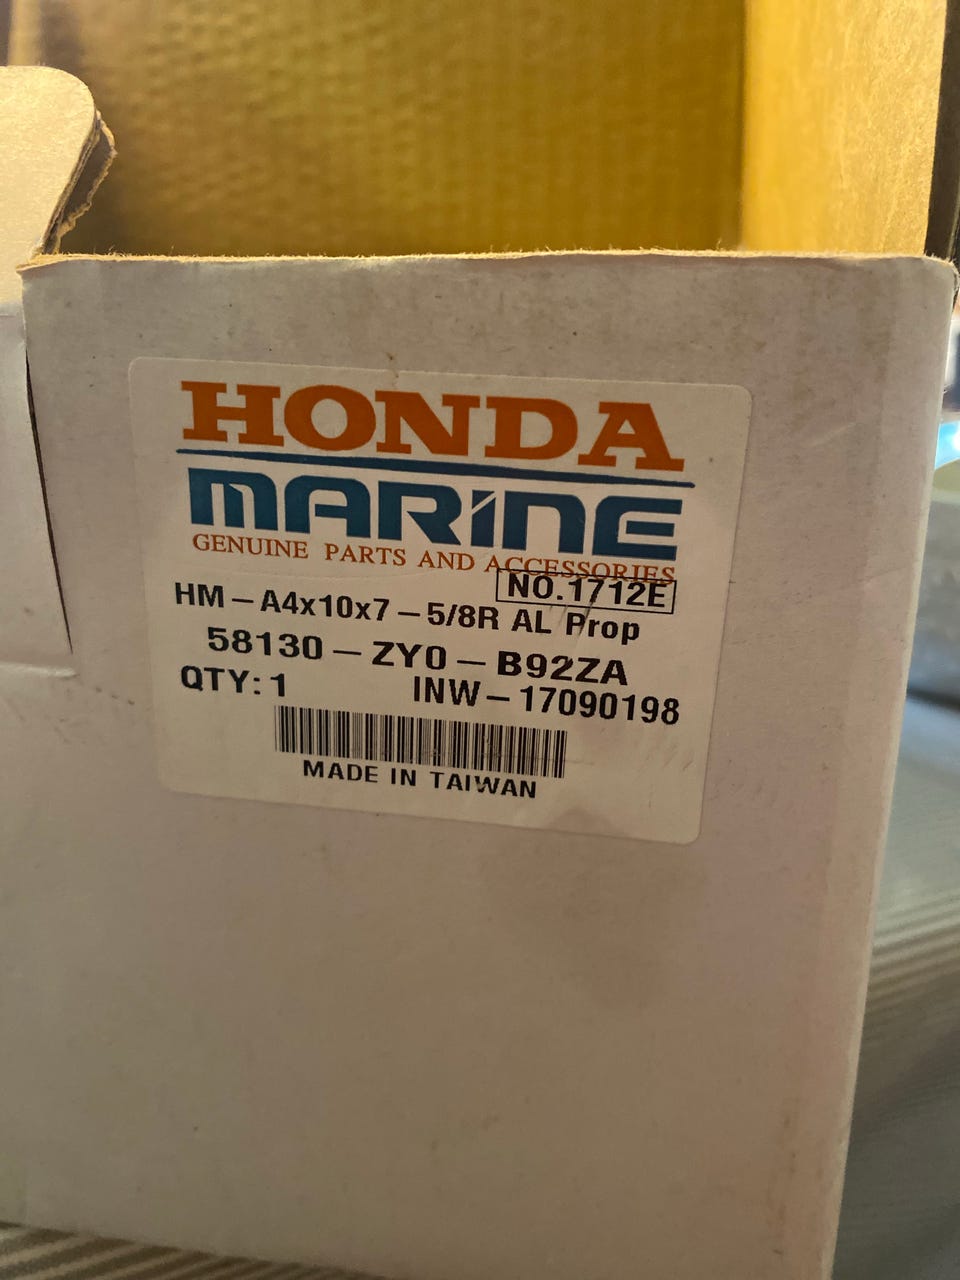 HONDA
MARINE
GENUINE PARTS AND ACCESSORIES
NO.1712E
HM-A4x10x7-5/8R AL Prop
58130-ZY0-B92ZA
QTY:1 INW-17090198
MADE IN TAIWAN